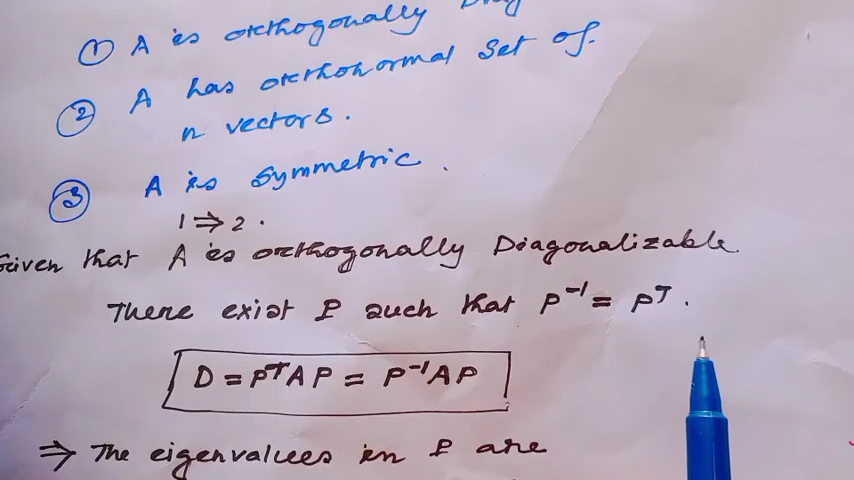 ① A is orthogonally Diag
② A has orthonormal Set of
n vectors.
③ A is Symmetric.
1 ⇒ 2.
Given that A is orthogonally Diagonalizable
There exist P such that P⁻¹ = Pᵀ.
D = PᵀAP = P⁻¹AP
⇒ The eigenvalues in P are